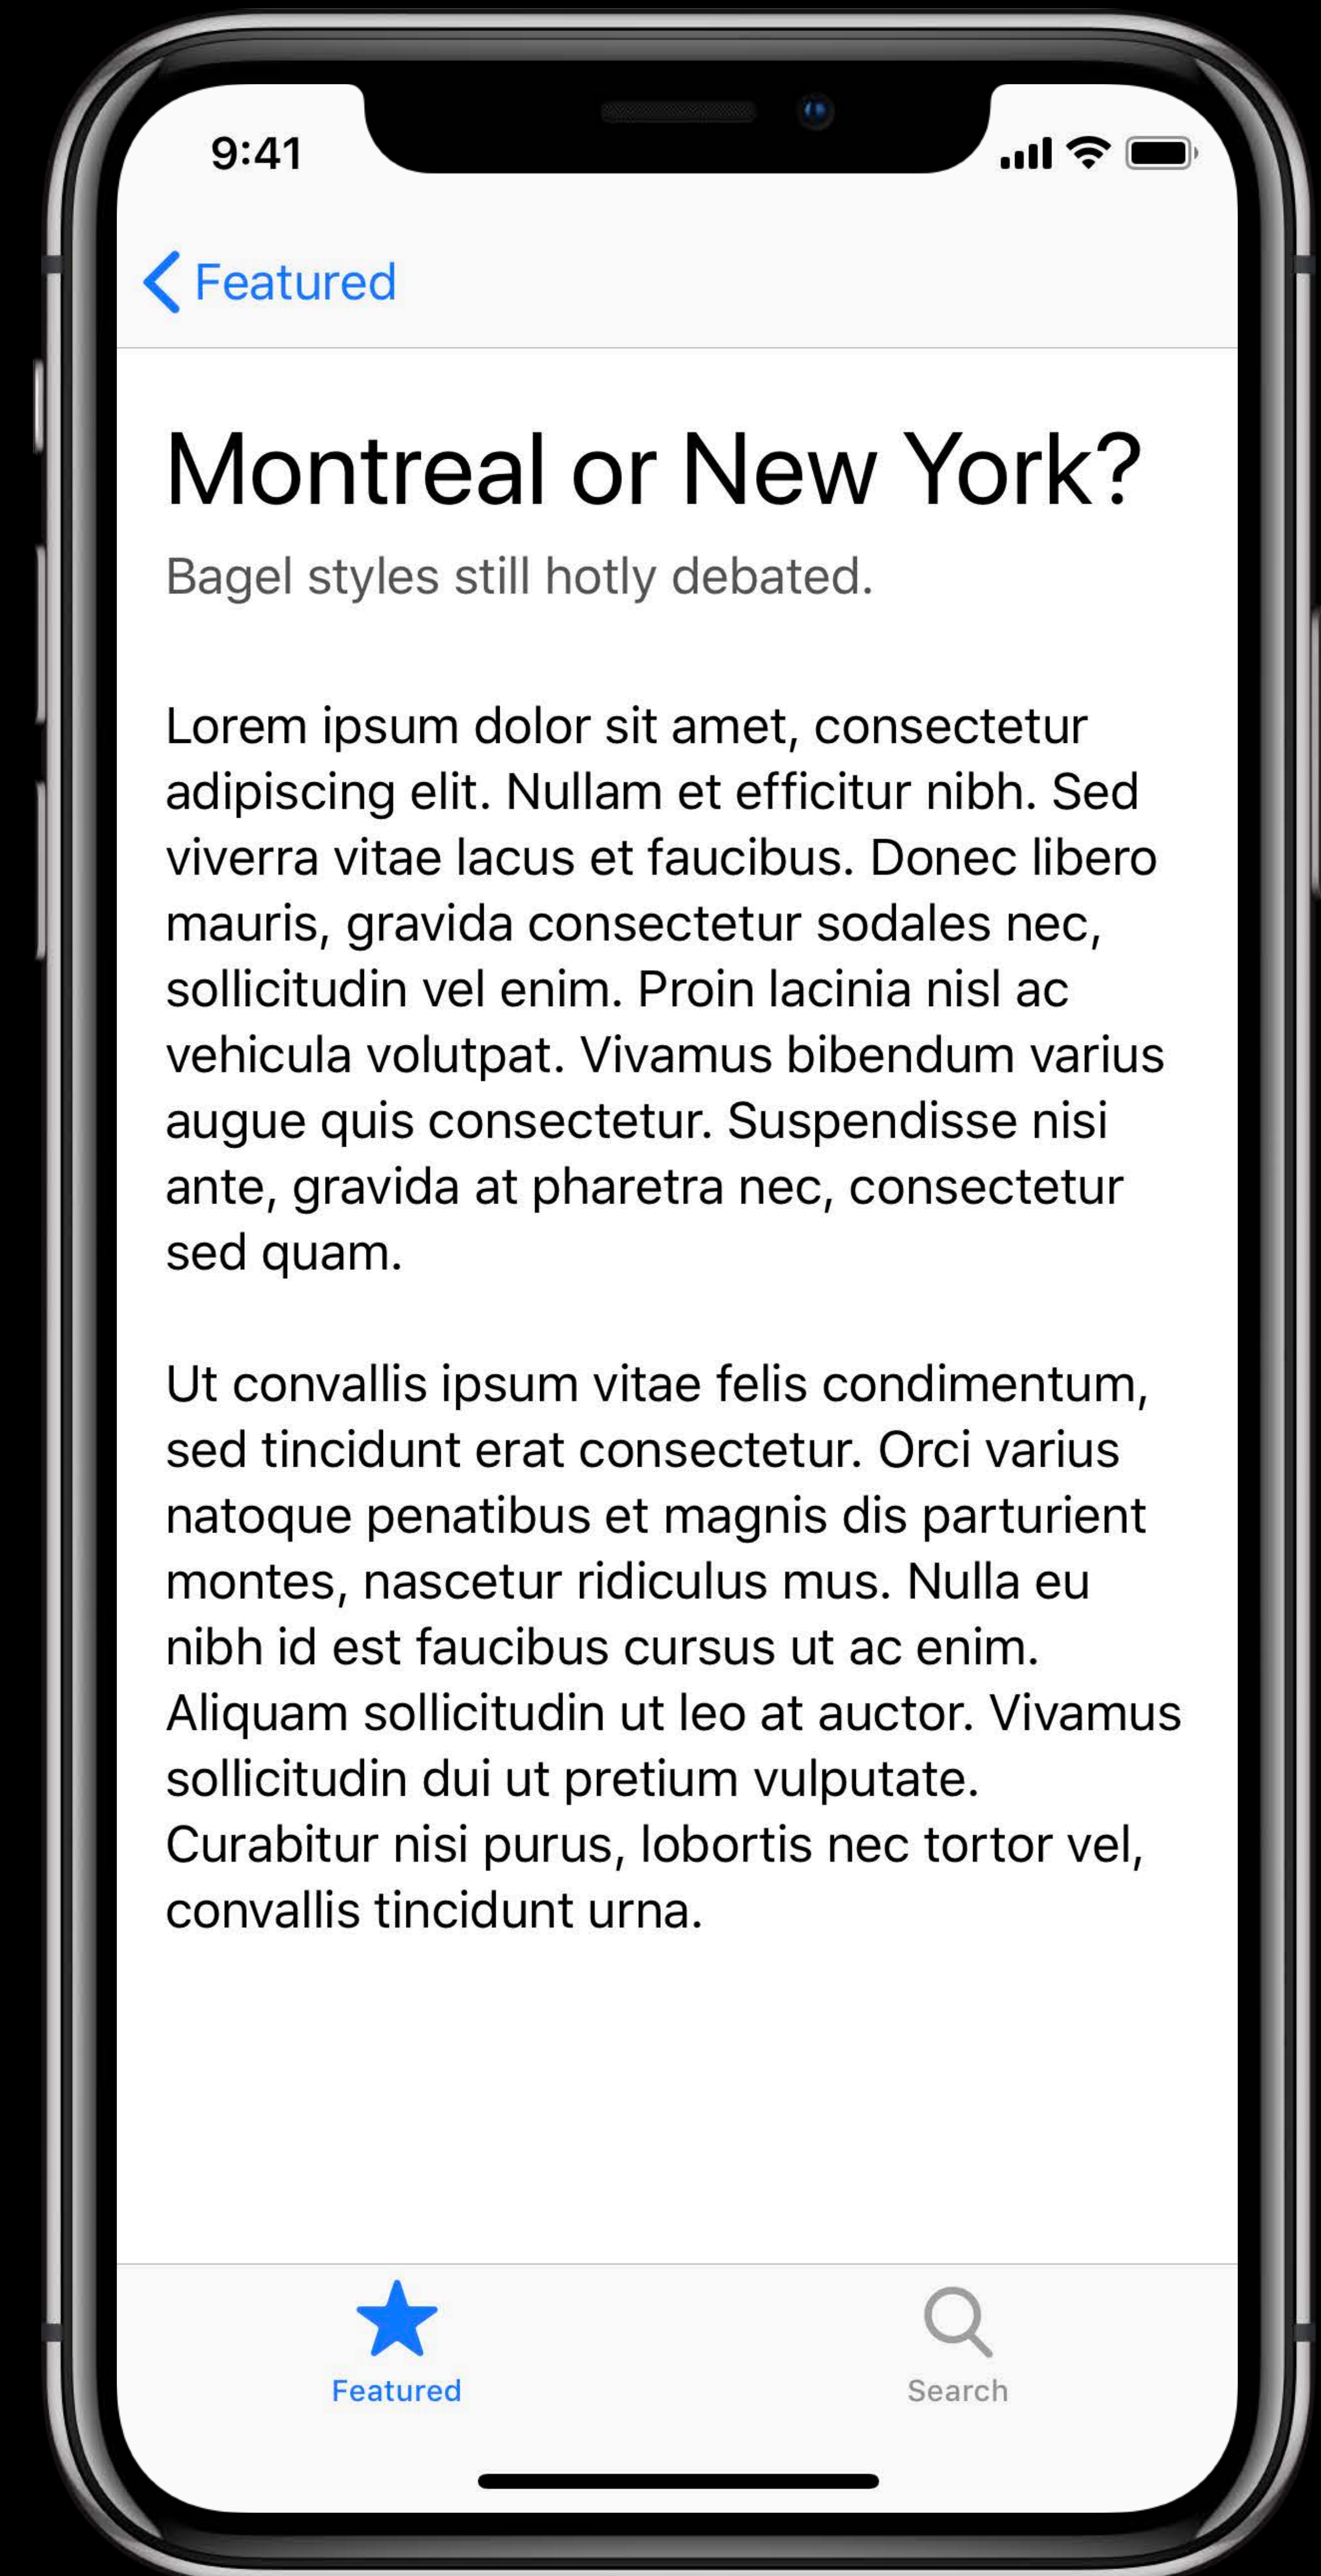 9:41
Featured
Montreal or New York?
Bagel styles still hotly debated.
Lorem ipsum dolor sit amet, consectetur
adipiscing elit. Nullam et efficitur nibh. Sed
viverra vitae lacus et faucibus. Donec libero
mauris, gravida consectetur sodales nec,
sollicitudin vel enim. Proin lacinia nisl ac
vehicula volutpat. Vivamus bibendum varius
augue quis consectetur. Suspendisse nisi
ante, gravida at pharetra nec, consectetur
sed quam.
Ut convallis ipsum vitae felis condimentum,
sed tincidunt erat consectetur. Orci varius
natoque penatibus et magnis dis parturient
montes, nascetur ridiculus mus. Nulla eu
nibh id est faucibus cursus ut ac enim.
Aliquam sollicitudin ut leo at auctor. Vivamus
sollicitudin dui ut pretium vulputate.
Curabitur nisi purus, lobortis nec tortor vel,
convallis tincidunt urna.
Featured
Search